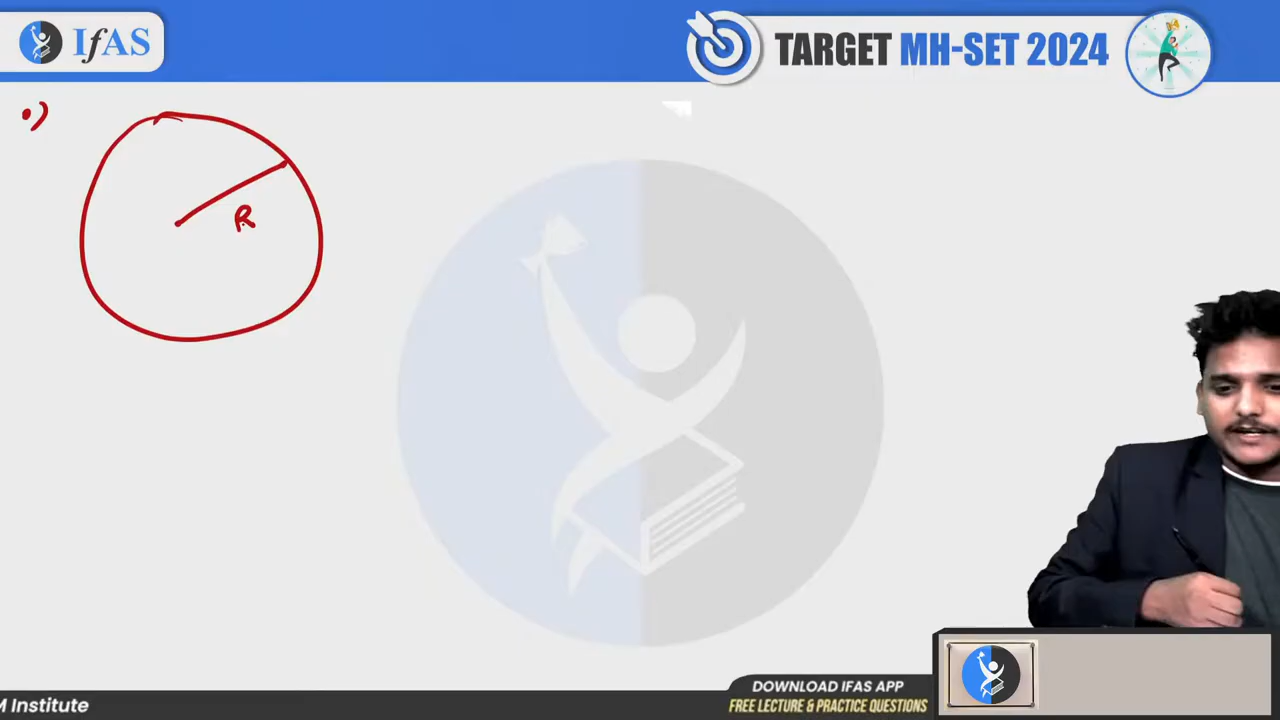 IfAS
TARGET MH-SET 2024
•)
R
DOWNLOAD IFAS APP
FREE LECTURE & PRACTICE QUESTIONS
M Institute